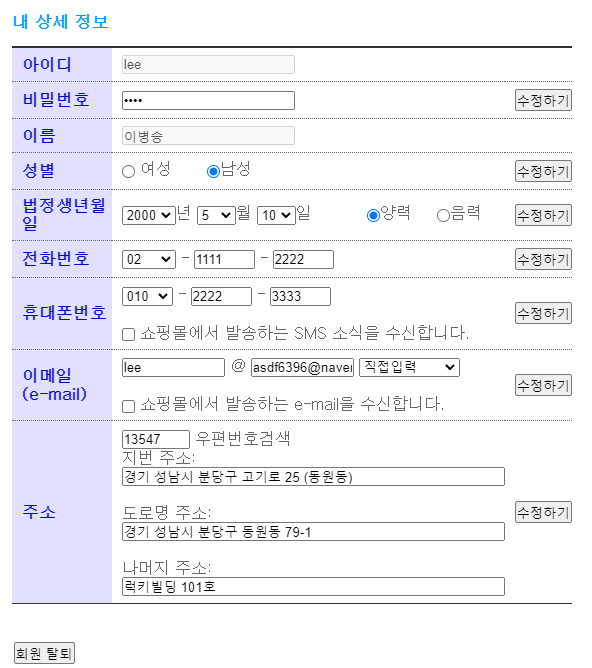 내 상세 정보
아이디 lee
비밀번호 •••• 수정하기
이름 이병승
성별 여성 남성 수정하기
법정생년월
일 2000 년 5 월 10 일 양력 음력 수정하기
전화번호 02 - 1111 - 2222 수정하기
휴대폰번호 010 - 2222 - 3333 수정하기
쇼핑몰에서 발송하는 SMS 소식을 수신합니다.
이메일
(e-mail) lee @ asdf6396@naver 직접입력 수정하기
쇼핑몰에서 발송하는 e-mail을 수신합니다.
주소 13547 우편번호검색
지번 주소:
경기 성남시 분당구 고기로 25 (동원동)
도로명 주소: 수정하기
경기 성남시 분당구 동원동 79-1
나머지 주소:
럭키빌딩 101호
회원 탈퇴